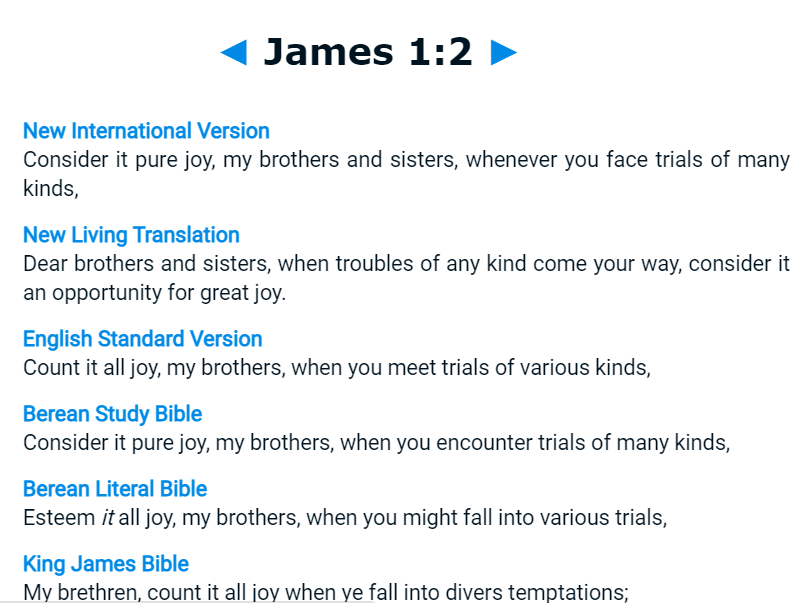 ◄ James 1:2 ►
New International Version
Consider it pure joy, my brothers and sisters, whenever you face trials of many
kinds,
New Living Translation
Dear brothers and sisters, when troubles of any kind come your way, consider it
an opportunity for great joy.
English Standard Version
Count it all joy, my brothers, when you meet trials of various kinds,
Berean Study Bible
Consider it pure joy, my brothers, when you encounter trials of many kinds,
Berean Literal Bible
Esteem it all joy, my brothers, when you might fall into various trials,
King James Bible
My brethren, count it all joy when ye fall into divers temptations;